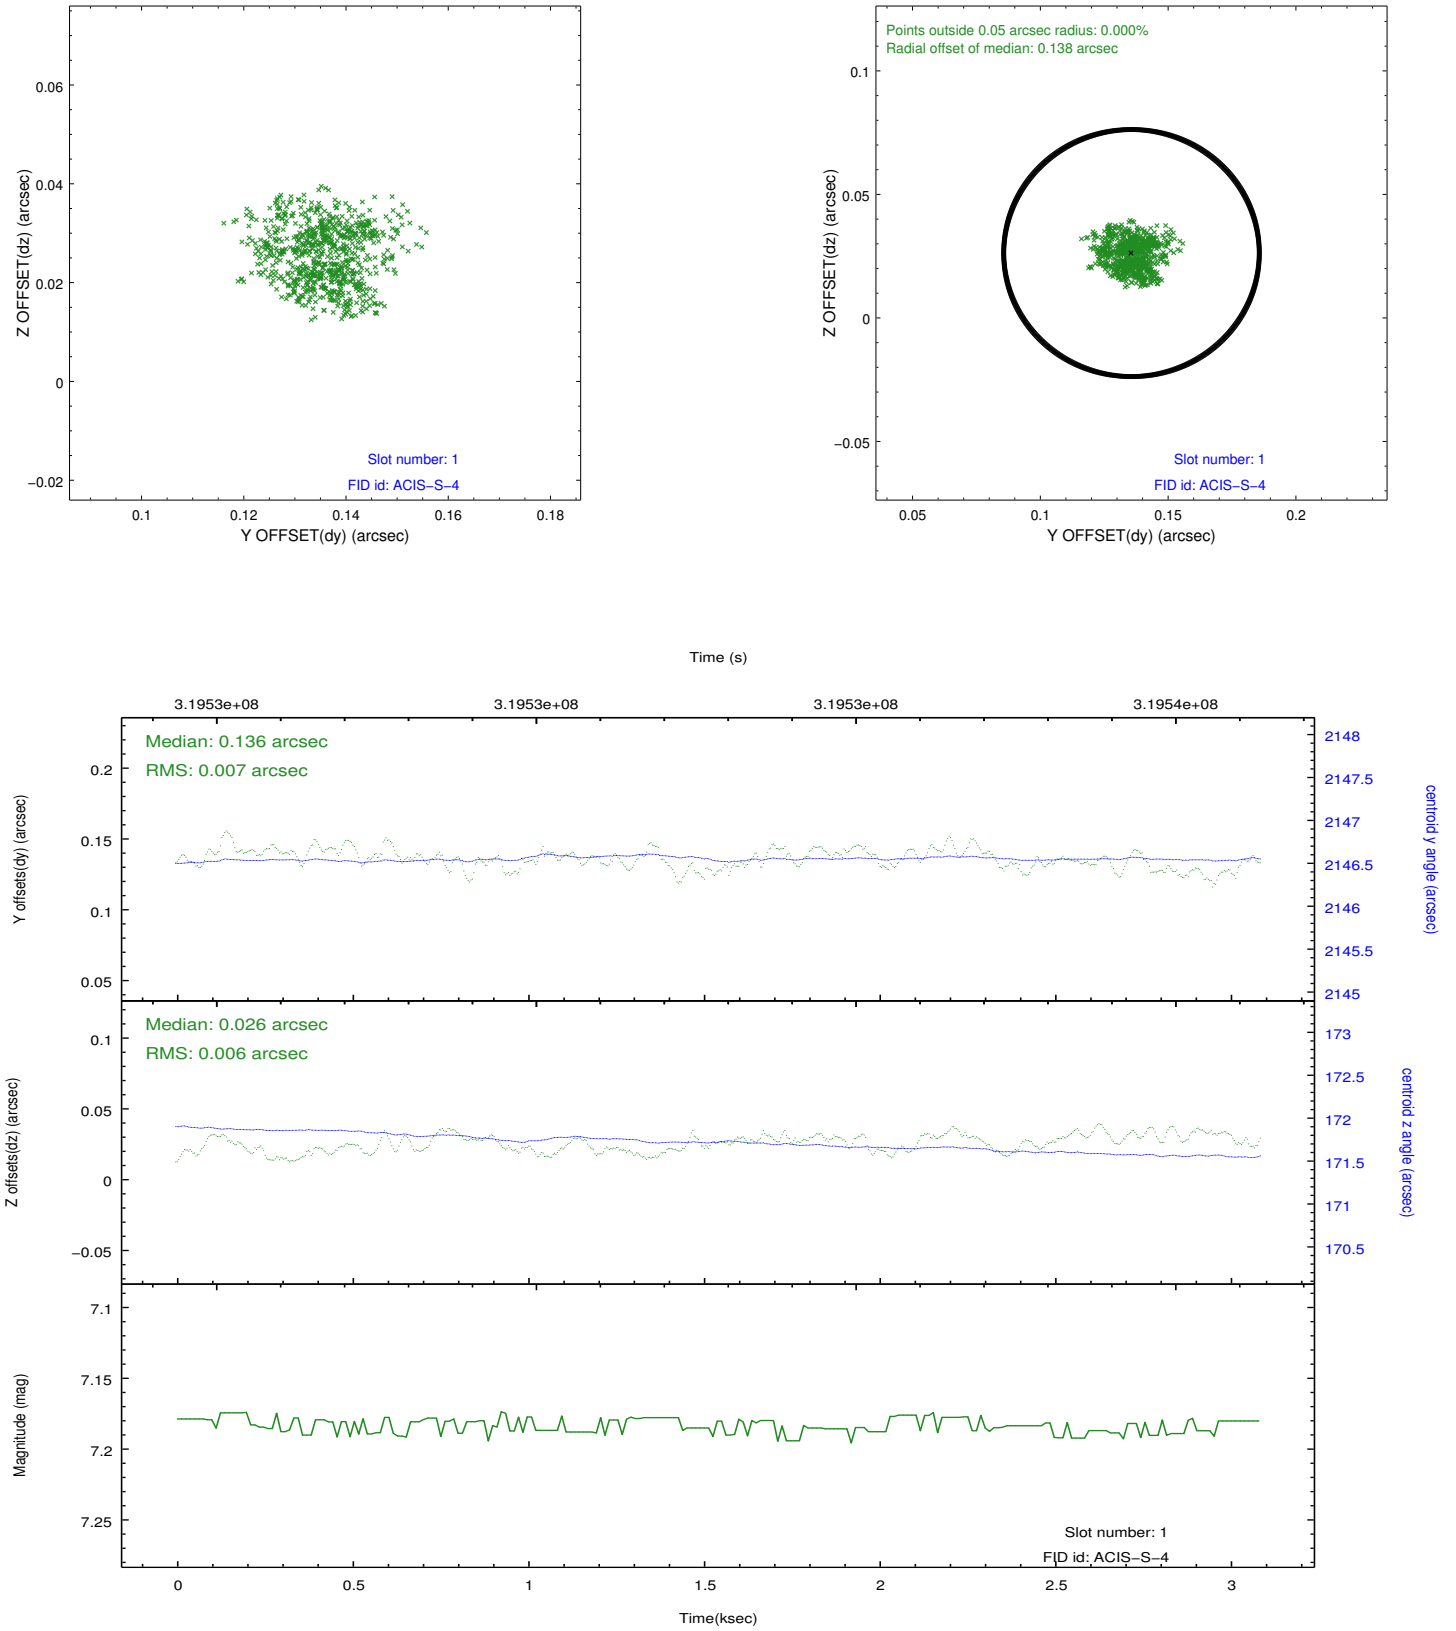 0.06
0.04
0.02
0
−0.02
Z OFFSET(dz) (arcsec)
Slot number: 1
FID id: ACIS−S−4
0.1 0.12 0.14 0.16 0.18
Y OFFSET(dy) (arcsec)
Points outside 0.05 arcsec radius: 0.000%
Radial offset of median: 0.138 arcsec
0.1
0.05
0
−0.05
Z OFFSET(dz) (arcsec)
Slot number: 1
FID id: ACIS−S−4
0.05 0.1 0.15 0.2
Y OFFSET(dy) (arcsec)
Time (s)
3.1953e+08 3.1953e+08 3.1953e+08 3.1954e+08
Median: 0.136 arcsec
RMS: 0.007 arcsec
0.2
0.15
0.1
0.05
Y offsets(dy) (arcsec)
2148
2147.5
2147
2146.5
2146
2145.5
2145
centroid y angle (arcsec)
Median: 0.026 arcsec
RMS: 0.006 arcsec
0.1
0.05
0
−0.05
Z offsets(dz) (arcsec)
173
172.5
172
171.5
171
170.5
centroid z angle (arcsec)
7.1
7.15
7.2
7.25
Magnitude (mag)
Slot number: 1
FID id: ACIS−S−4
0 0.5 1 1.5 2 2.5 3
Time(ksec)